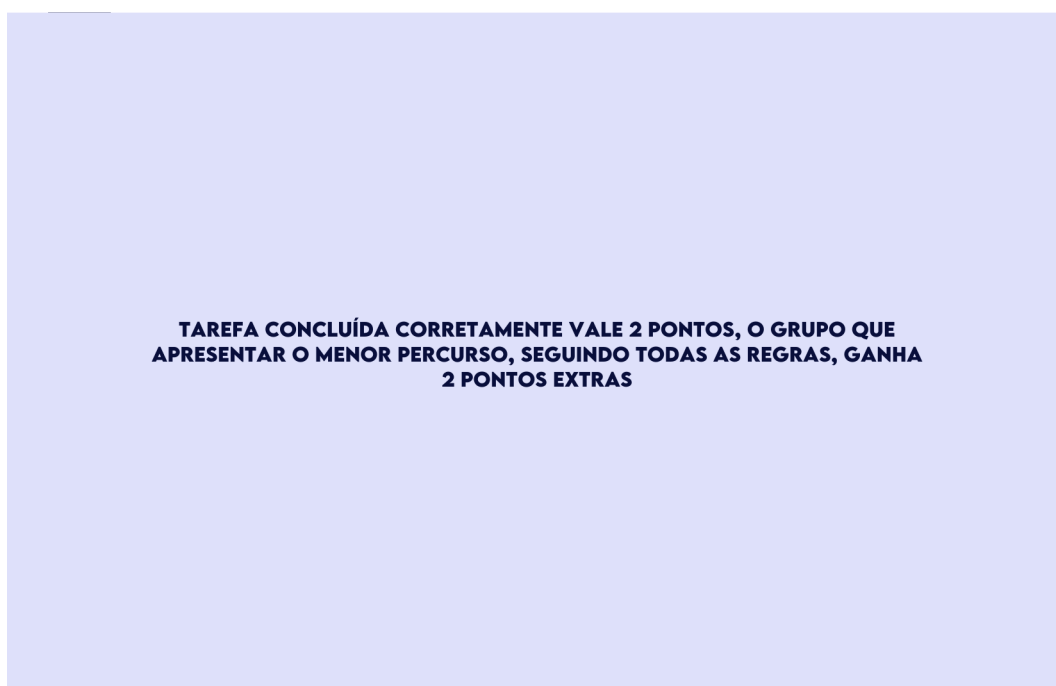 TAREFA CONCLUÍDA CORRETAMENTE VALE 2 PONTOS, O GRUPO QUE
APRESENTAR O MENOR PERCURSO, SEGUINDO TODAS AS REGRAS, GANHA
2 PONTOS EXTRAS